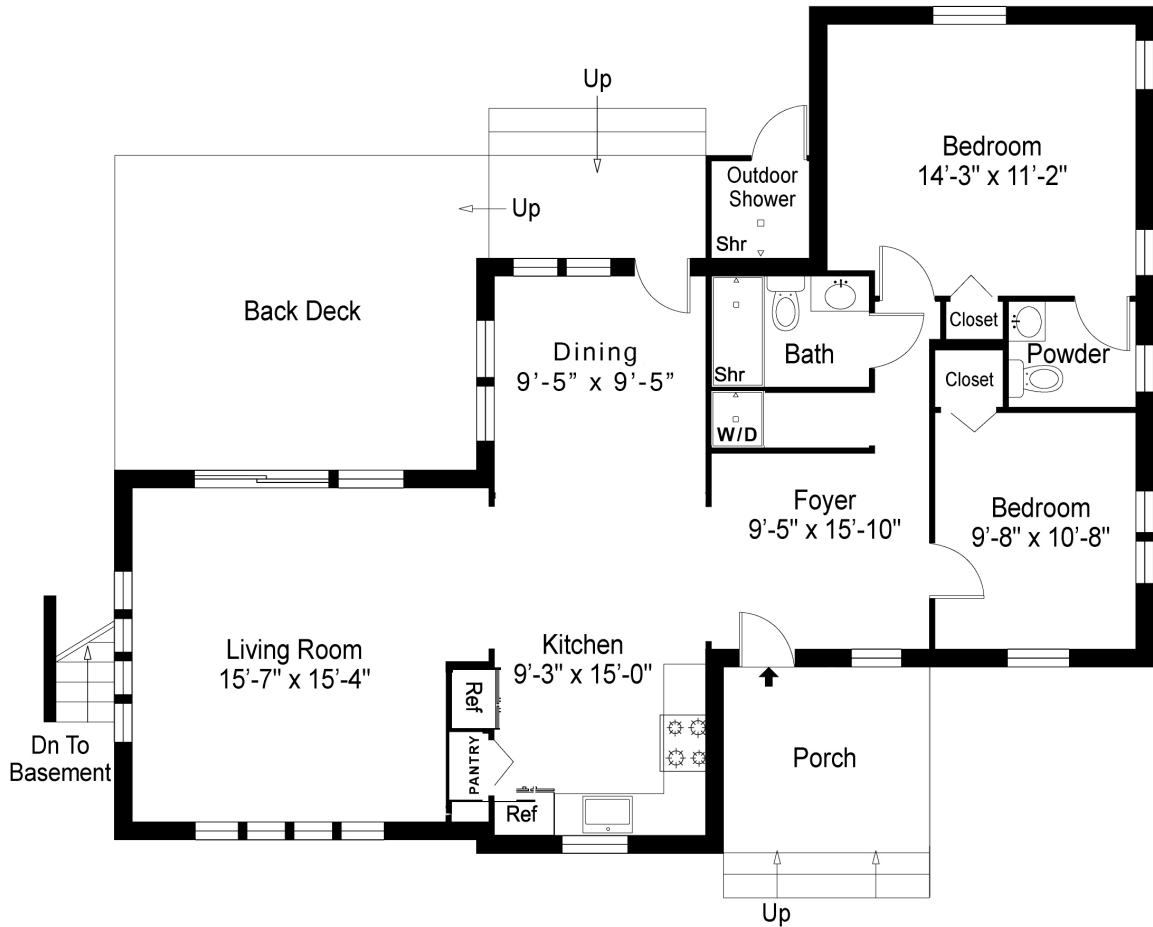 Up
Bedroom
14'-3" x 11'-2"
Outdoor
Shower
Up
Shr
Back Deck
Closet
Dining
9'-5" x 9'-5"
Bath
Powder
Shr
Closet
W/D
Foyer
9'-5" x 15'-10"
Bedroom
9'-8" x 10'-8"
Living Room
15'-7" x 15'-4"
Kitchen
9'-3" x 15'-0"
Ref
PANTRY
Dn To
Basement
Porch
Ref
Up